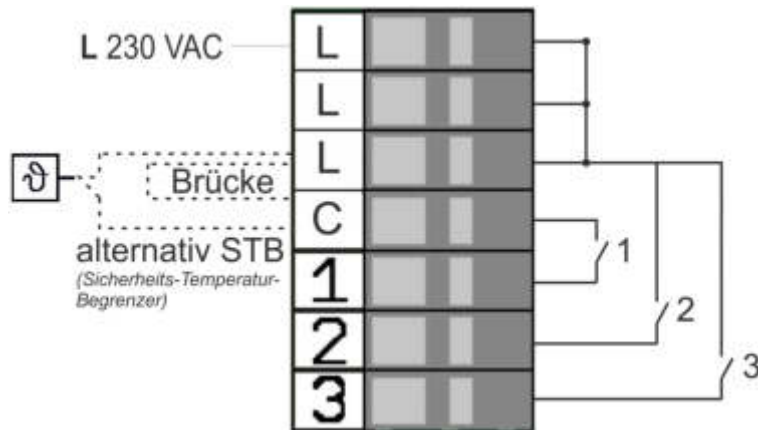 L 230 VAC
L
L
L
ϑ
Brücke
C
alternativ STB
(Sicherheits-Temperatur-
Begrenzer)
1
1
2
2
3
3